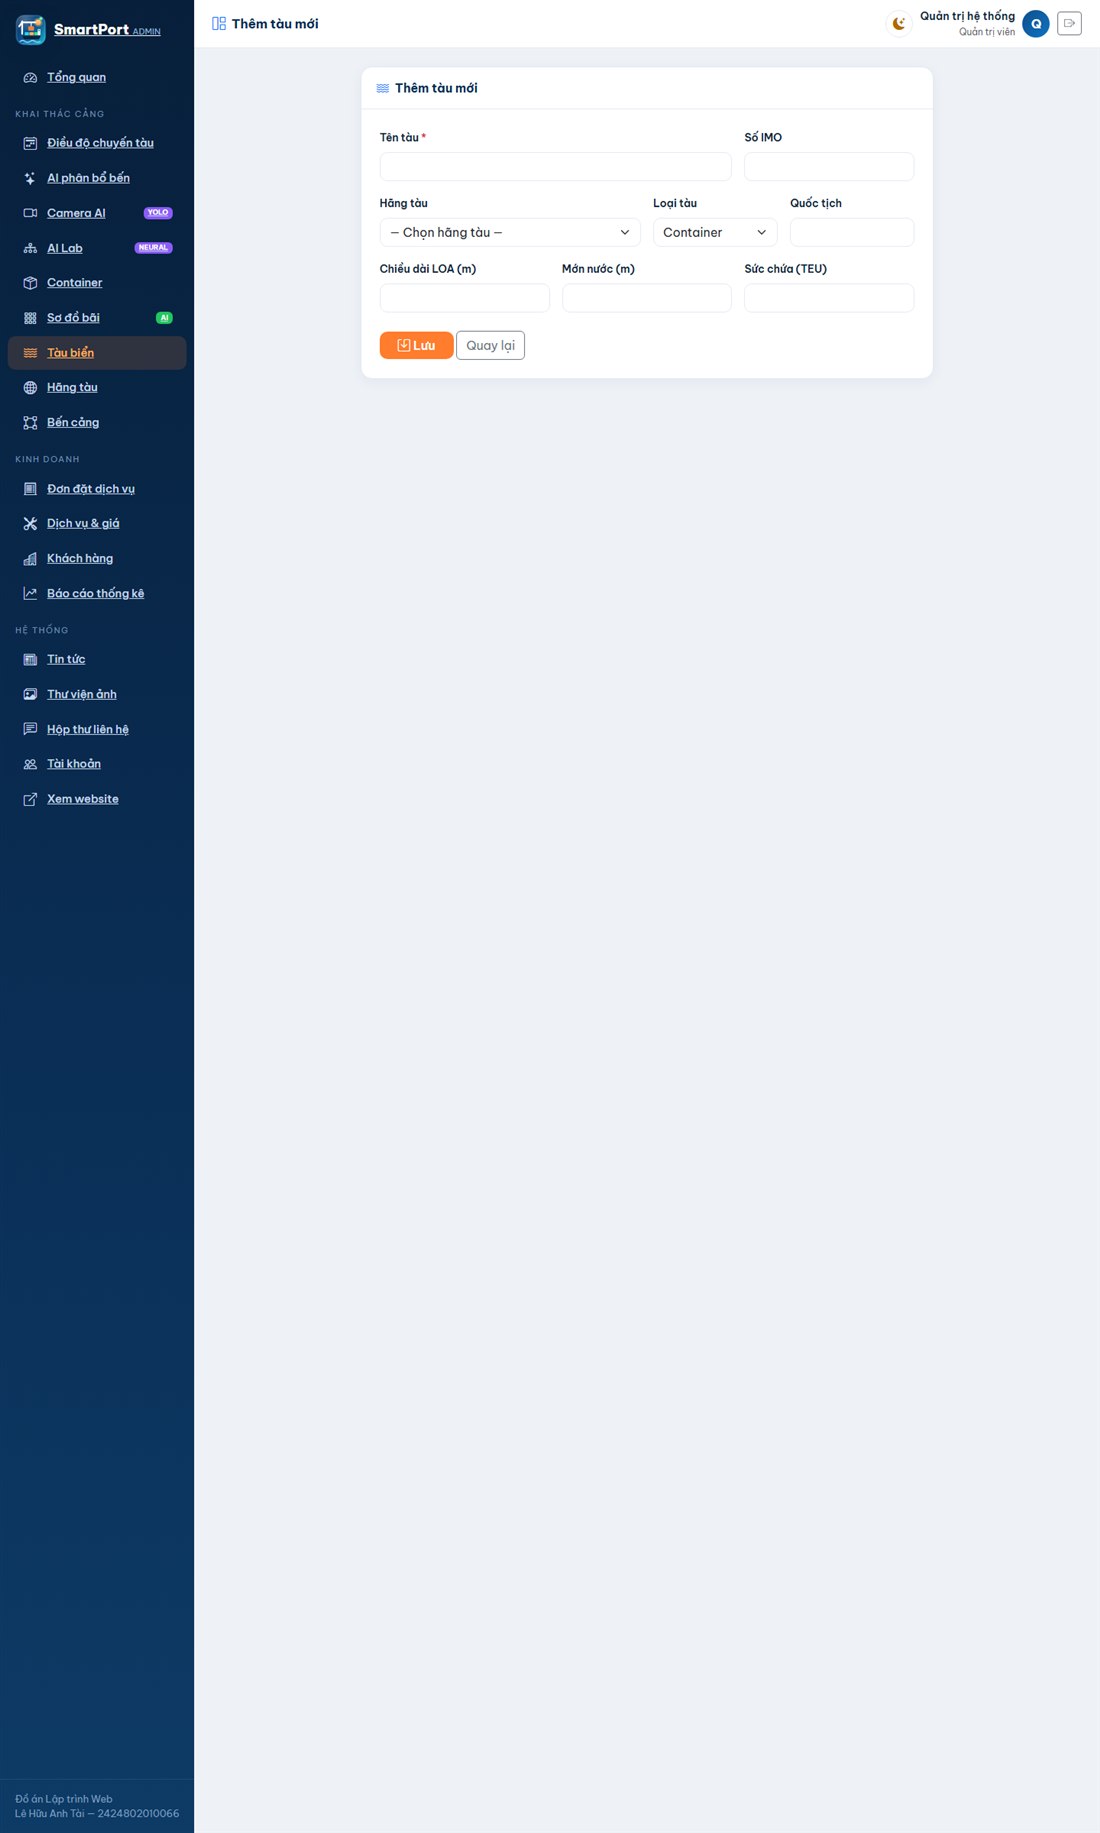 SmartPort ADMIN
Tổng quan
KHAI THÁC CẢNG
Điều độ chuyến tàu
AI phân bổ bến
Camera AI YOLO
AI Lab NEURAL
Container
Sơ đồ bãi AI
Tàu biển
Hãng tàu
Bến cảng
KINH DOANH
Đơn đặt dịch vụ
Dịch vụ & giá
Khách hàng
Báo cáo thống kê
HỆ THỐNG
Tin tức
Thư viện ảnh
Hộp thư liên hệ
Tài khoản
Xem website
Đồ án Lập trình Web
Lê Hữu Anh Tài — 2424802010066
Thêm tàu mới
Quản trị hệ thống
Quản trị viên
Q
Thêm tàu mới
Tên tàu *
Số IMO
Hãng tàu
Loại tàu
Quốc tịch
— Chọn hãng tàu —
Container
Chiều dài LOA (m)
Mớn nước (m)
Sức chứa (TEU)
Lưu
Quay lại